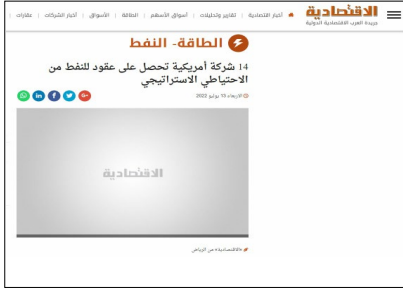 الاقتصادية
جريدة العرب الاقتصادية الدولية
أخبار اقتصادية | تقارير وتحليلات | أسواق الأسهم | الطاقة | الأسواق | أخبار الشركات | عقارات |
الطاقة- النفط
14 شركة أمريكية تحصل على عقود للنفط من
الاحتياطي الاستراتيجي
الأربعاء 13 يوليو 2022
الاقتصادية
«الاقتصادية» من الرياض